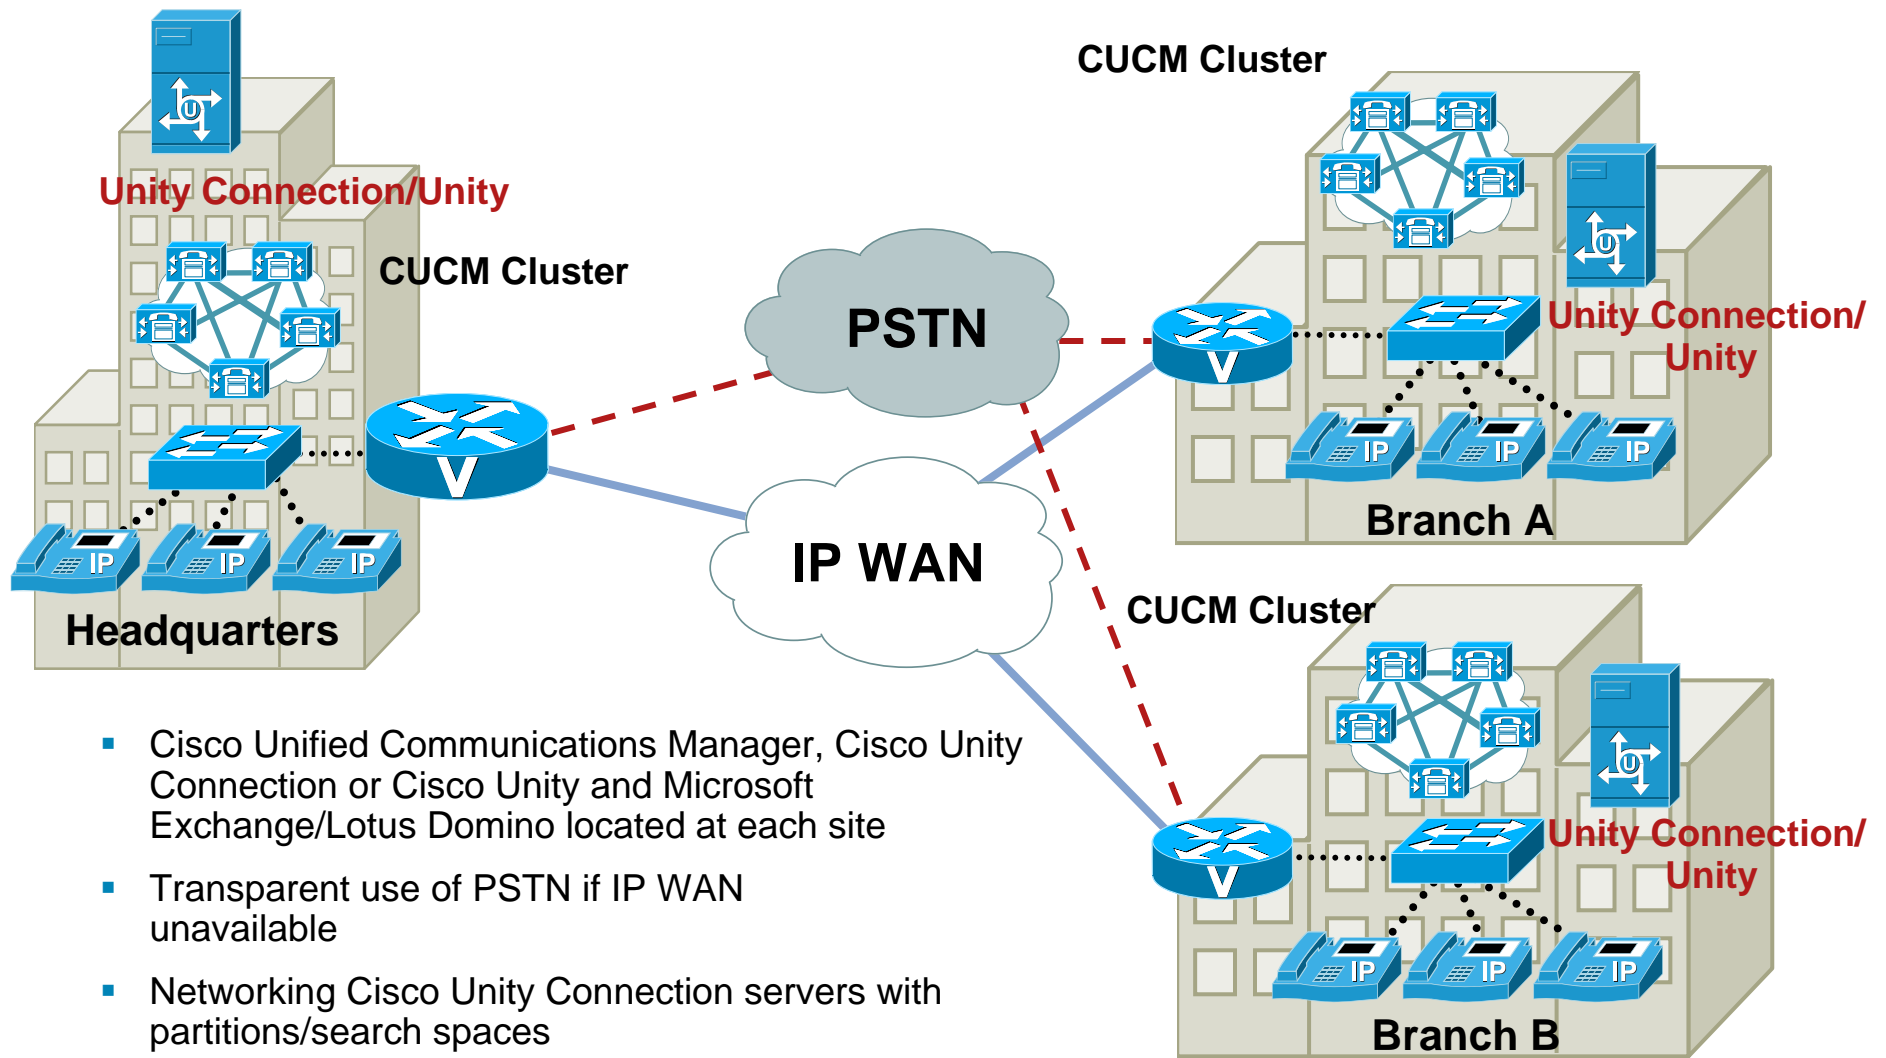 Unity Connection/Unity
CUCM Cluster
U
V
IP
IP
IP
Headquarters
PSTN
IP WAN
CUCM Cluster
U
Unity Connection/
Unity
V
IP
IP
IP
Branch A
CUCM Cluster
U
Unity Connection/
Unity
V
IP
IP
IP
Branch B
Cisco Unified Communications Manager, Cisco Unity
Connection or Cisco Unity and Microsoft
Exchange/Lotus Domino located at each site
Transparent use of PSTN if IP WAN
unavailable
Networking Cisco Unity Connection servers with
partitions/search spaces